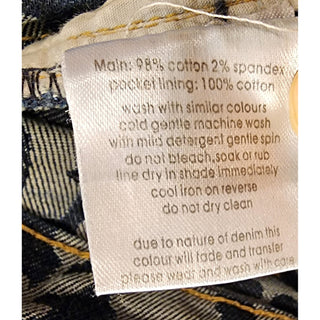 Main: 98% cotton 2% spandex
pocket lining: 100% cotton
wash with similar colours
cold gentle machine wash
with mild detergent gentle spin
do not bleach,soak or rub
line dry in shade immediately
cool iron on reverse
do not dry clean
due to nature of denim this
colour will fade and transfer
please wear and wash with care